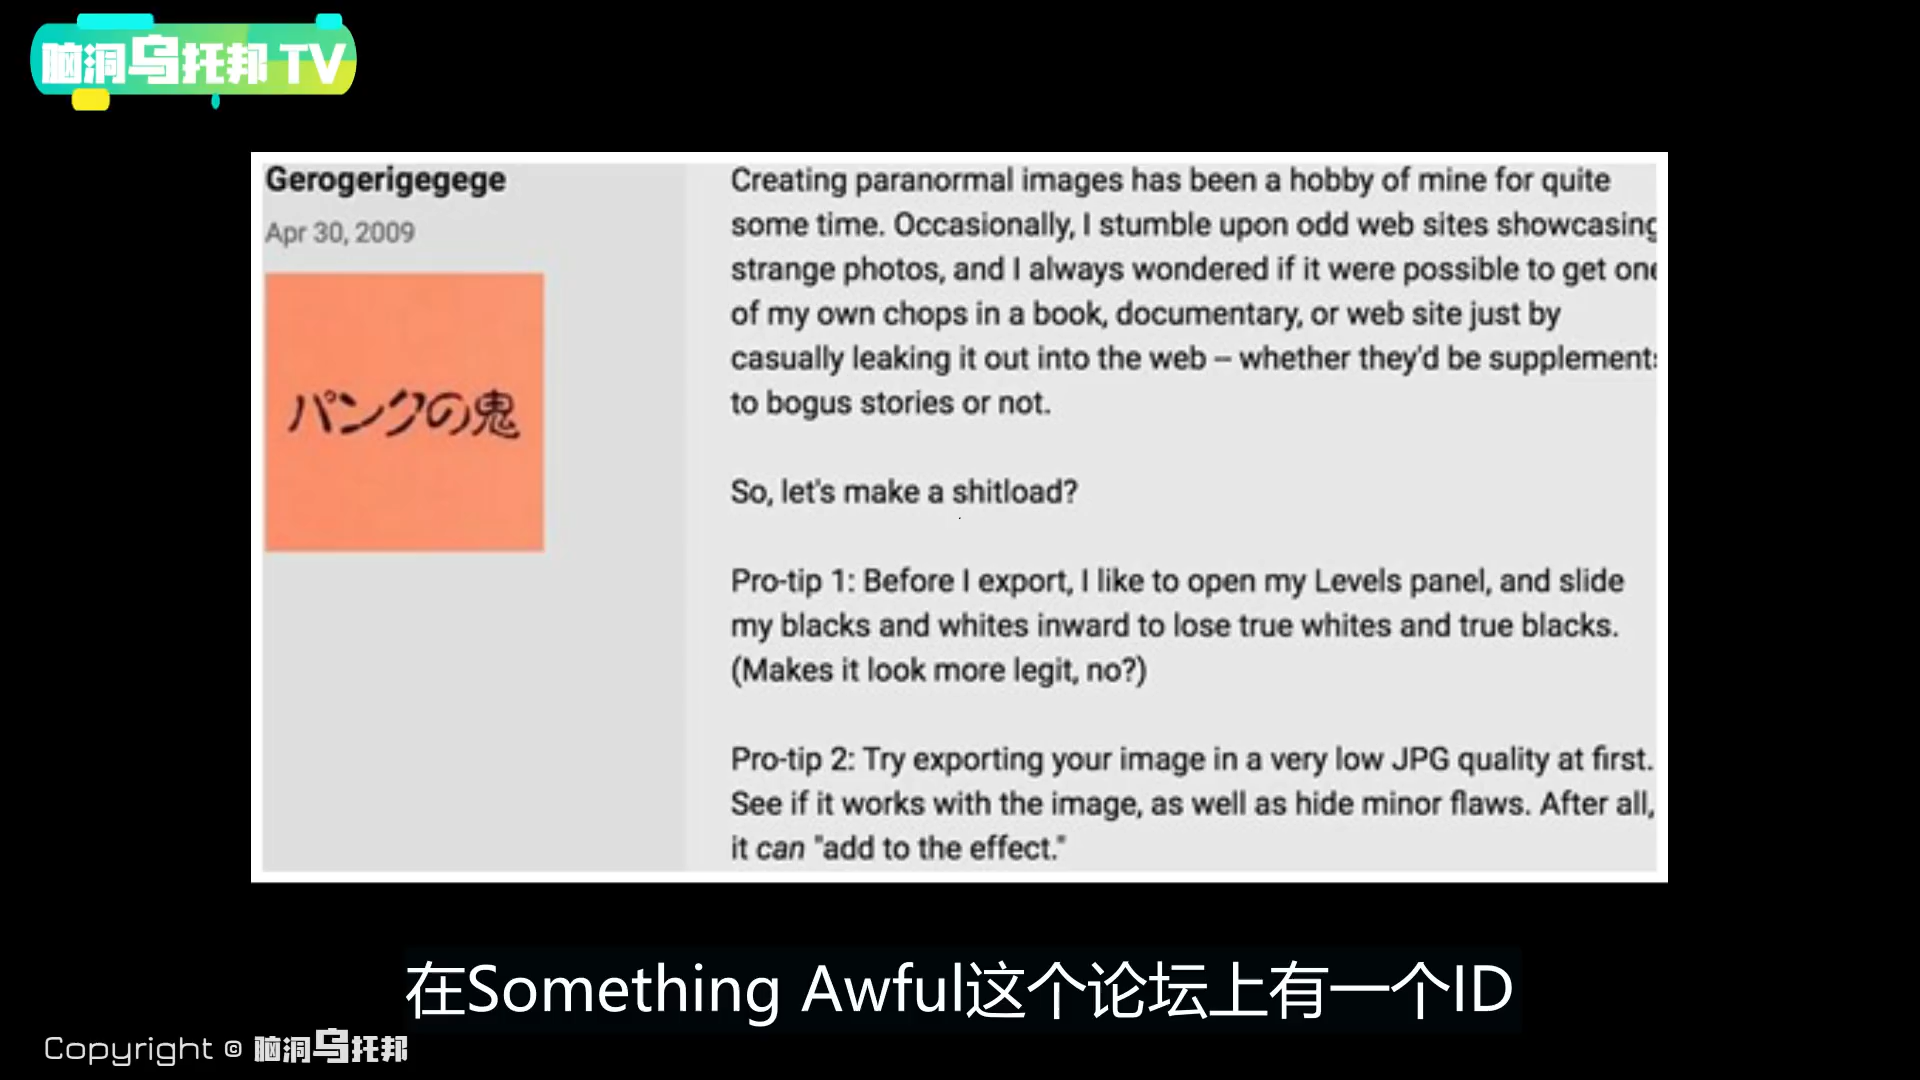 脑洞乌托邦 TV
Gerogerigegege
Apr 30, 2009
パンクの鬼
Creating paranormal images has been a hobby of mine for quite
some time. Occasionally, I stumble upon odd web sites showcasing
strange photos, and I always wondered if it were possible to get one
of my own chops in a book, documentary, or web site just by
casually leaking it out into the web – whether they'd be supplements
to bogus stories or not.
So, let's make a shitload?
Pro-tip 1: Before I export, I like to open my Levels panel, and slide
my blacks and whites inward to lose true whites and true blacks.
(Makes it look more legit, no?)
Pro-tip 2: Try exporting your image in a very low JPG quality at first.
See if it works with the image, as well as hide minor flaws. After all,
it can "add to the effect."
在Something Awful这个论坛上有一个ID
Copyright © 脑洞乌托邦